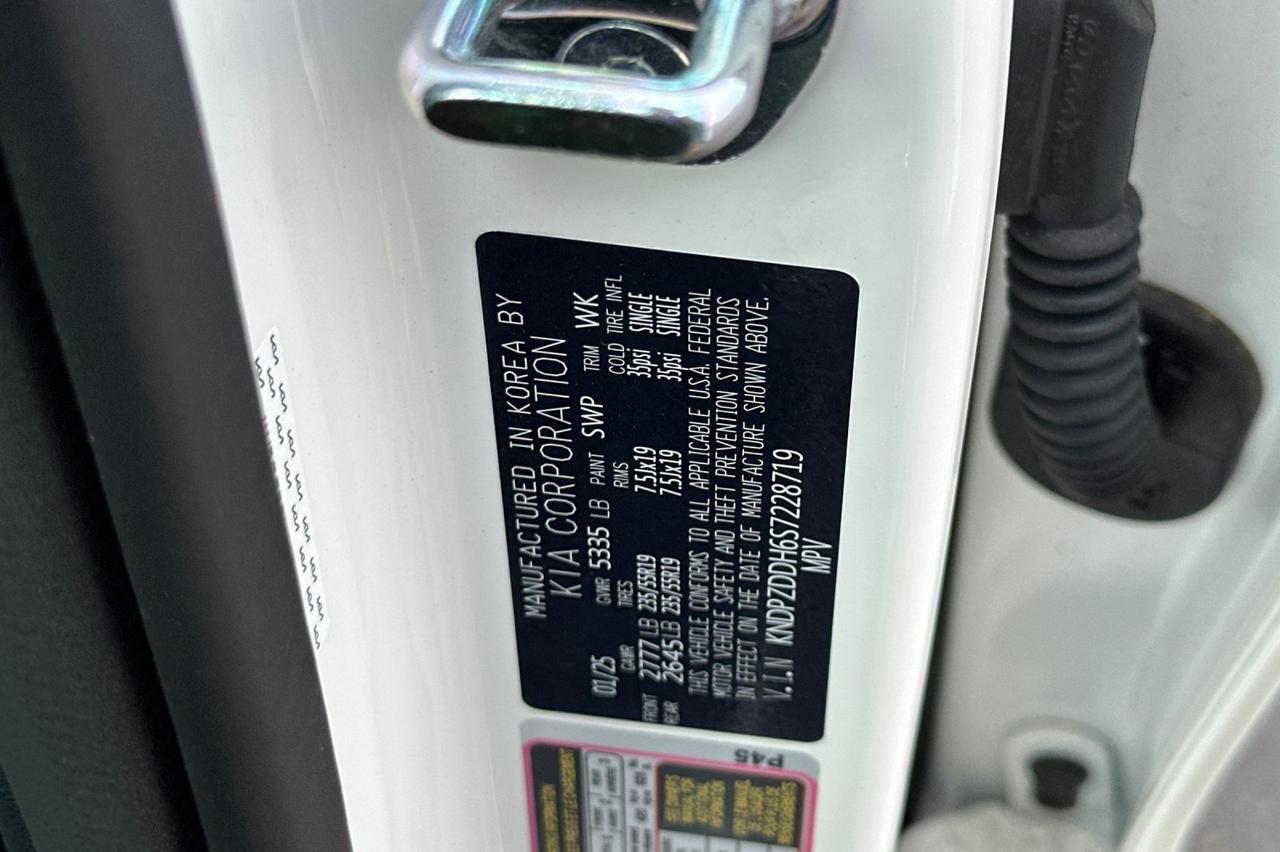 MANUFACTURED IN KOREA BY
KIA CORPORATION
01/25 GVWR 5335 LB PAINT SWP TRIM WK
GAWR TIRES RIMS COLD TIRE INFL
FRONT 2777 LB 235/55R19 7.5Jx19 35psi SINGLE
REAR 2645LB 235/55R19 7.5Jx19 35psi SINGLE
THIS VEHICLE CONFORMS TO ALL APPLICABLE U.S.A. FEDERAL
MOTOR VEHICLE SAFETY AND THEFT PREVENTION STANDARDS
IN EFFECT ON THE DATE OF MANUFACTURE SHOWN ABOVE.
V.I.N KNDPZDDH6S7228719
MPV
P45